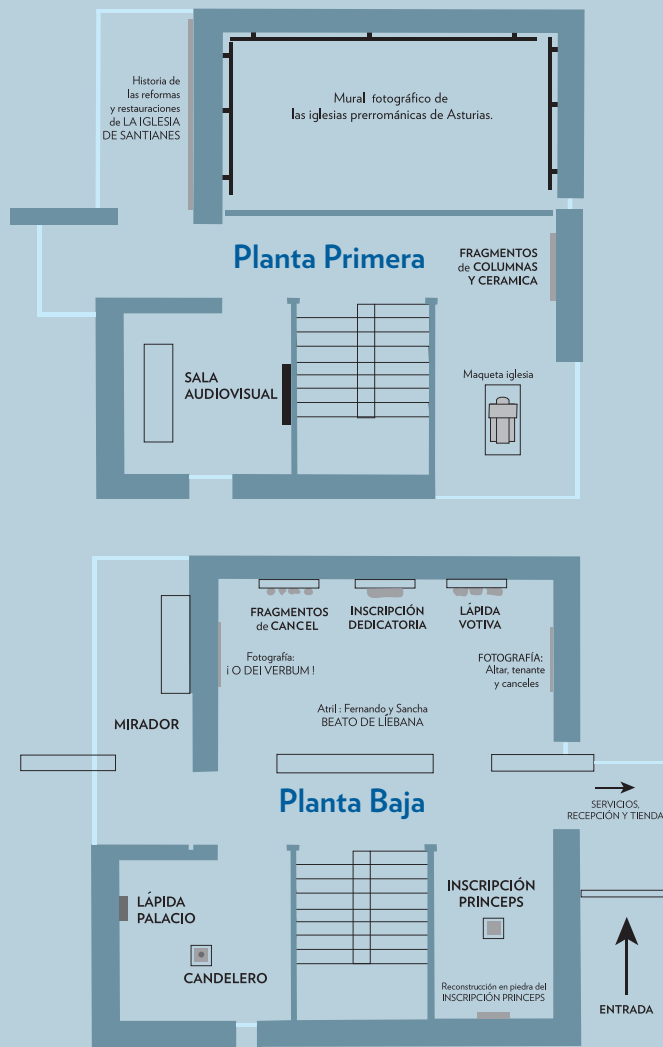 Historia de
las reformas
y restauraciones
de LA IGLESIA
DE SANTIANES
Mural fotográfico de
las iglesias prerrománicas de Asturias.
Planta Primera
FRAGMENTOS
de COLUMNAS
Y CERAMICA
SALA
AUDIOVISUAL
Maqueta iglesia
FRAGMENTOS
de CANCEL
INSCRIPCIÓN
DEDICATORIA
LÁPIDA
VOTIVA
Fotografía:
¡ O DEI VERBUM !
FOTOGRAFÍA:
Altar, tenante
y canceles
Atril : Fernando y Sancha
BEATO DE LÍEBANA
MIRADOR
Planta Baja
SERVICIOS,
RECEPCIÓN Y TIENDA
LÁPIDA
PALACIO
CANDELERO
INSCRIPCIÓN
PRINCEPS
Reconstrucción en piedra del
INSCRIPCIÓN PRINCEPS
ENTRADA